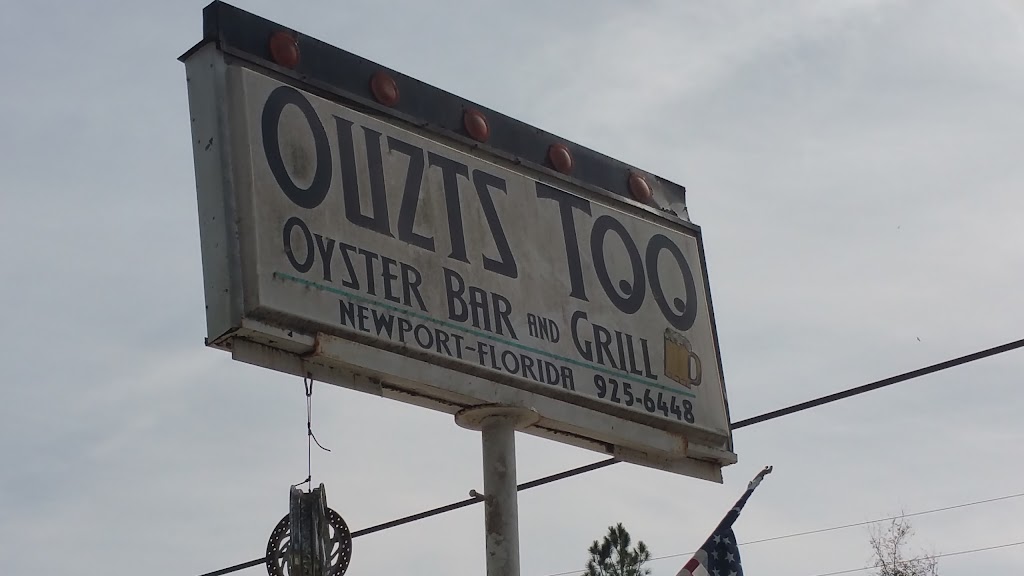 OUZTS TOO
OYSTER BAR AND GRILL
NEWPORT-FLORIDA 925-6448